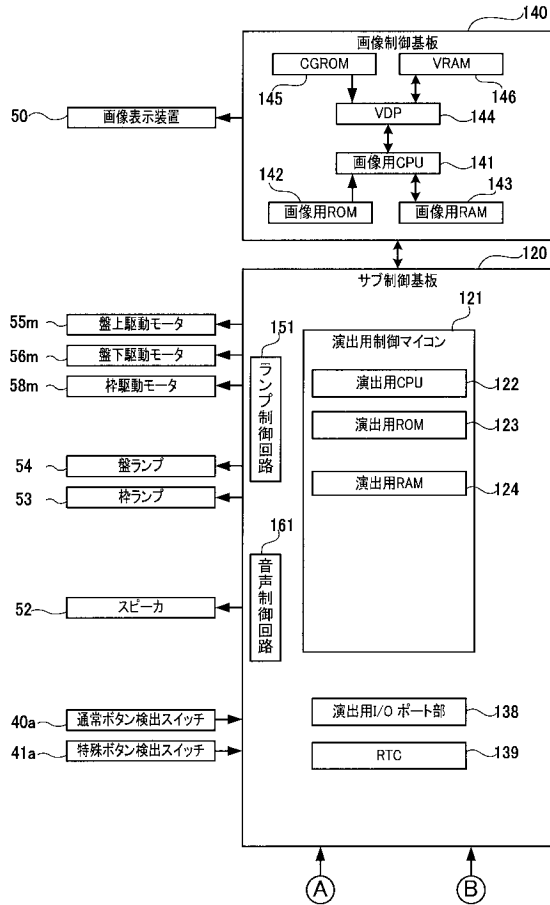 140
画像制御基板
CGROM
VRAM
145
146
50
画像表示装置
VDP
144
画像用CPU
141
142
143
画像用ROM
画像用RAM
120
サブ制御基板
55m
盤上駆動モータ
151
121
演出用制御マイコン
56m
盤下駆動モータ
58m
枠駆動モータ
ランプ制御回路
演出用CPU
122
演出用ROM
123
54
盤ランプ
演出用RAM
124
53
枠ランプ
161
音声制御回路
52
スピーカ
40a
通常ボタン検出スイッチ
演出用I/Oポート部
138
41a
特殊ボタン検出スイッチ
RTC
139
A
B